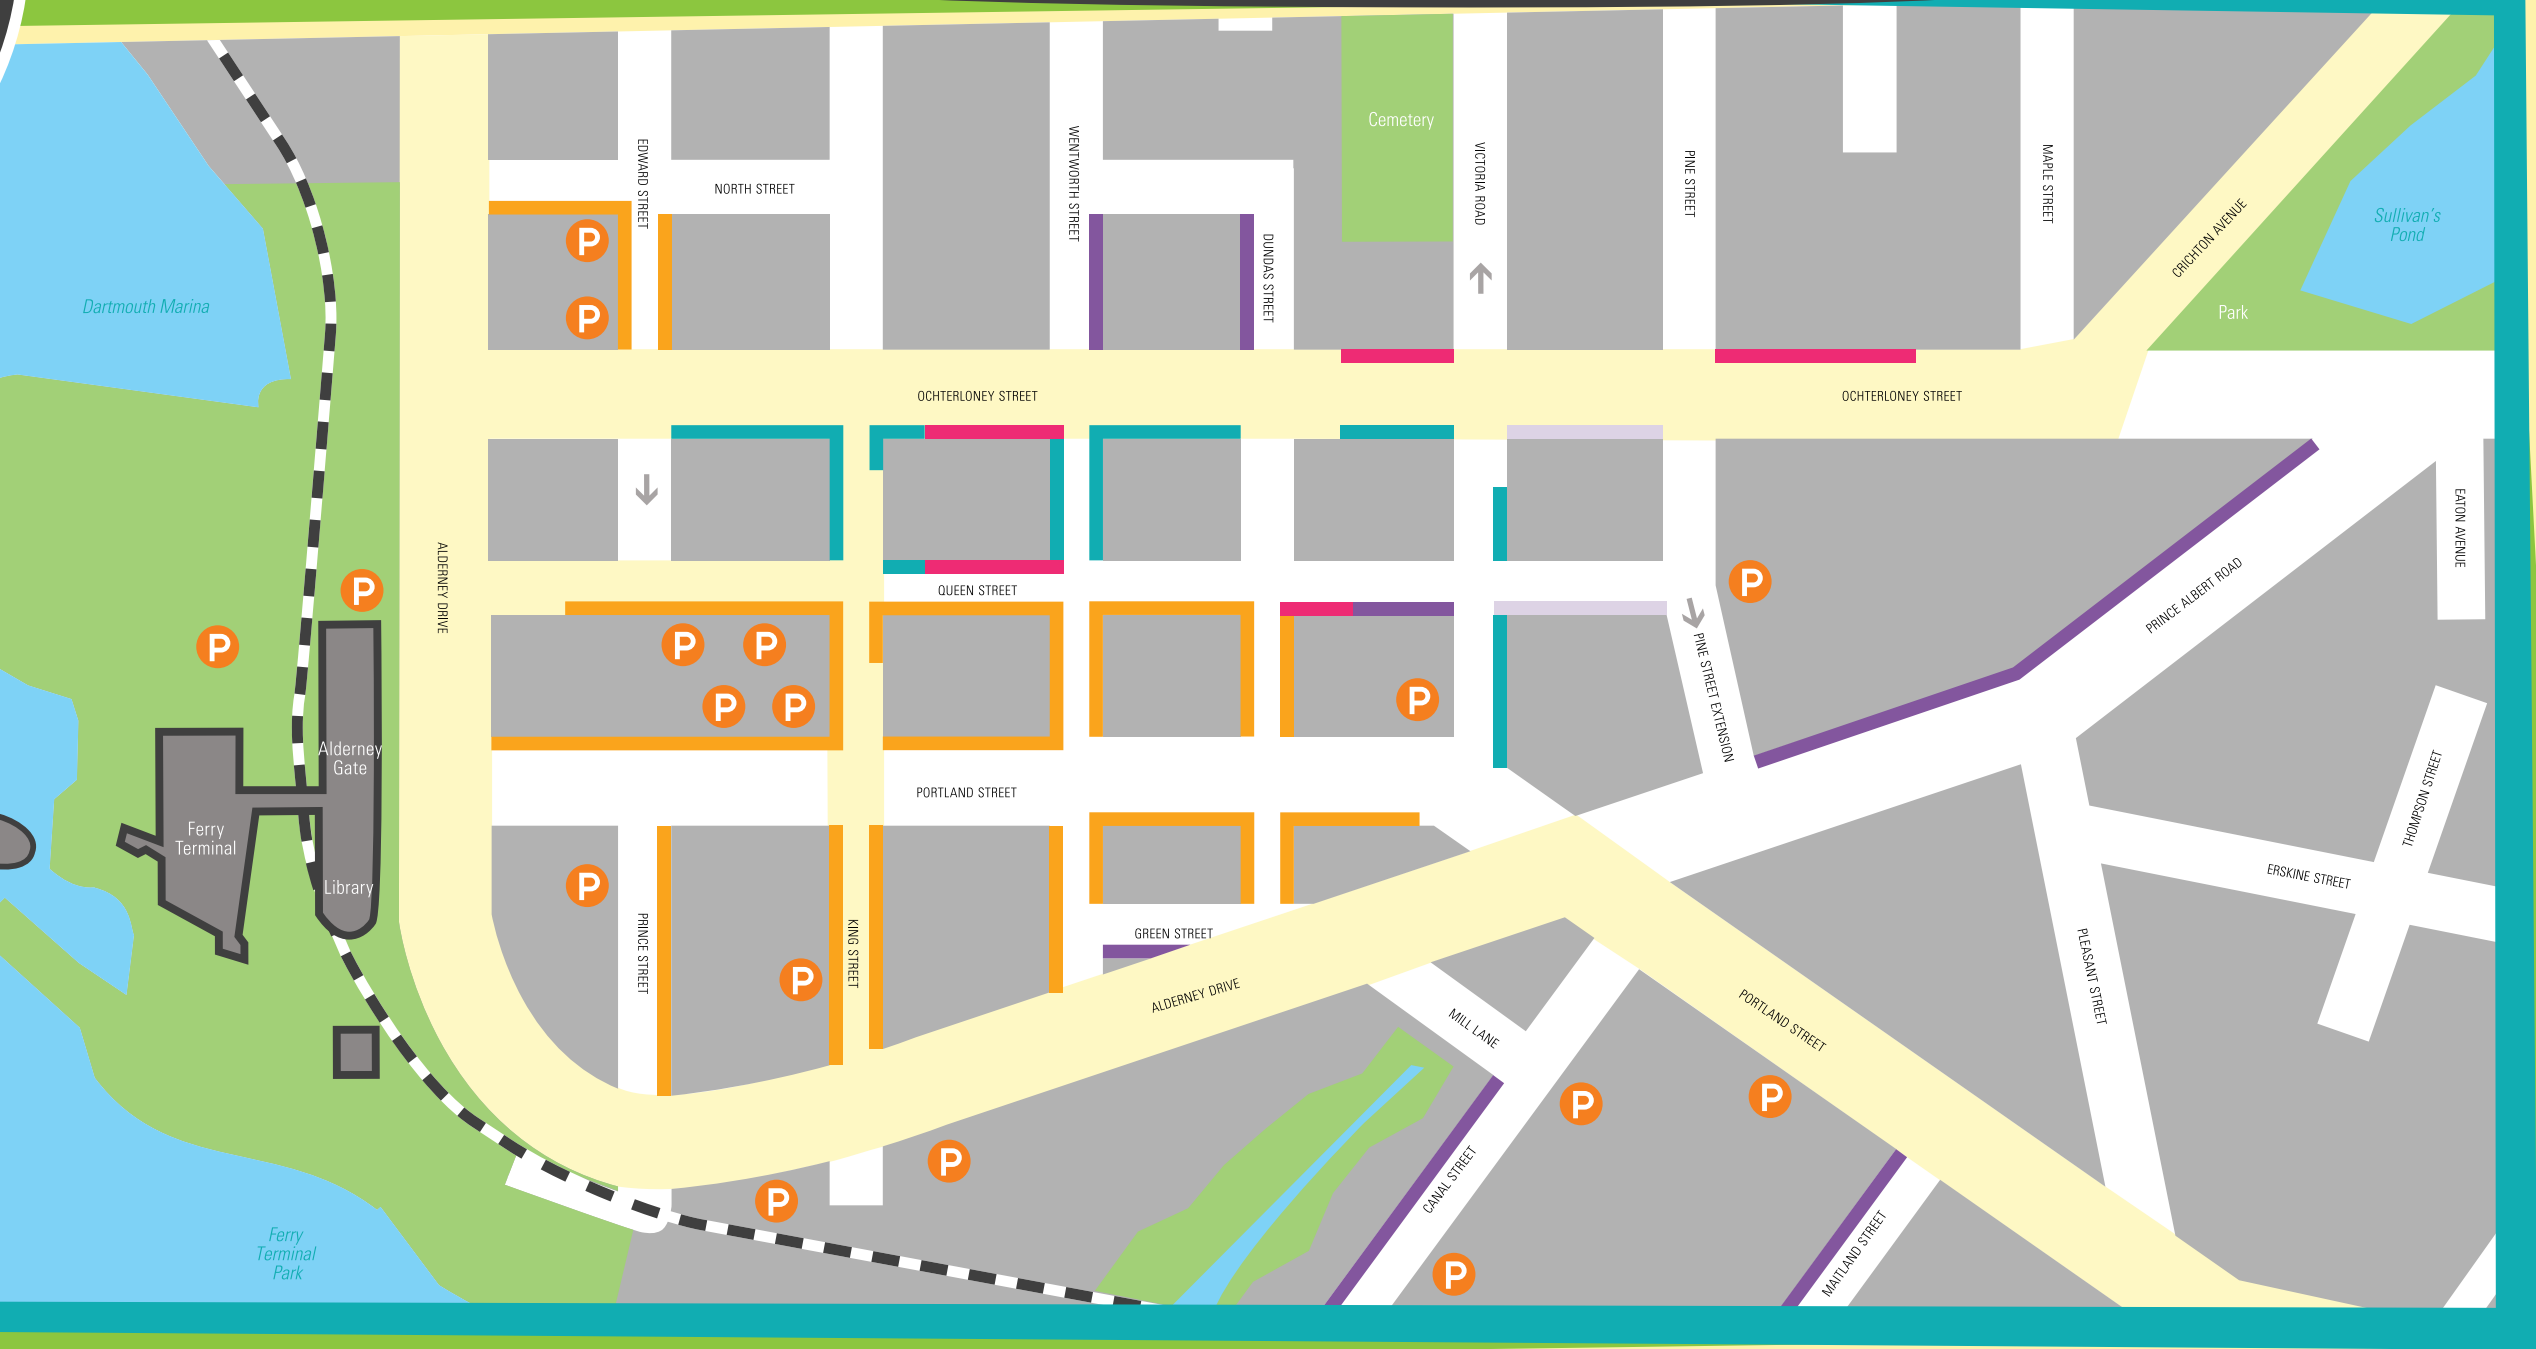 Cemetery
EDWARD STREET
NORTH STREET
WENTWORTH STREET
VICTORIA ROAD
PINE STREET
MAPLE STREET
CRICHTON AVENUE
Sullivan's
Pond
DUNDAS STREET
Park
Dartmouth Marina
P
P
OCHTERLONEY STREET
OCHTERLONEY STREET
ALDERNEY DRIVE
EATON AVENUE
P
P
QUEEN STREET
PRINCE ALBERT ROAD
P
P
P
P
P
P
P
PINE STREET EXTENSION
Alderney
Gate
PORTLAND STREET
THOMPSON STREET
Ferry
Terminal
Library
P
ERSKINE STREET
PRINCE STREET
KING STREET
GREEN STREET
P
ALDERNEY DRIVE
PLEASANT STREET
MILL LANE
PORTLAND STREET
P
P
P
P
CANAL STREET
MAITLAND STREET
Ferry
Terminal
Park
P